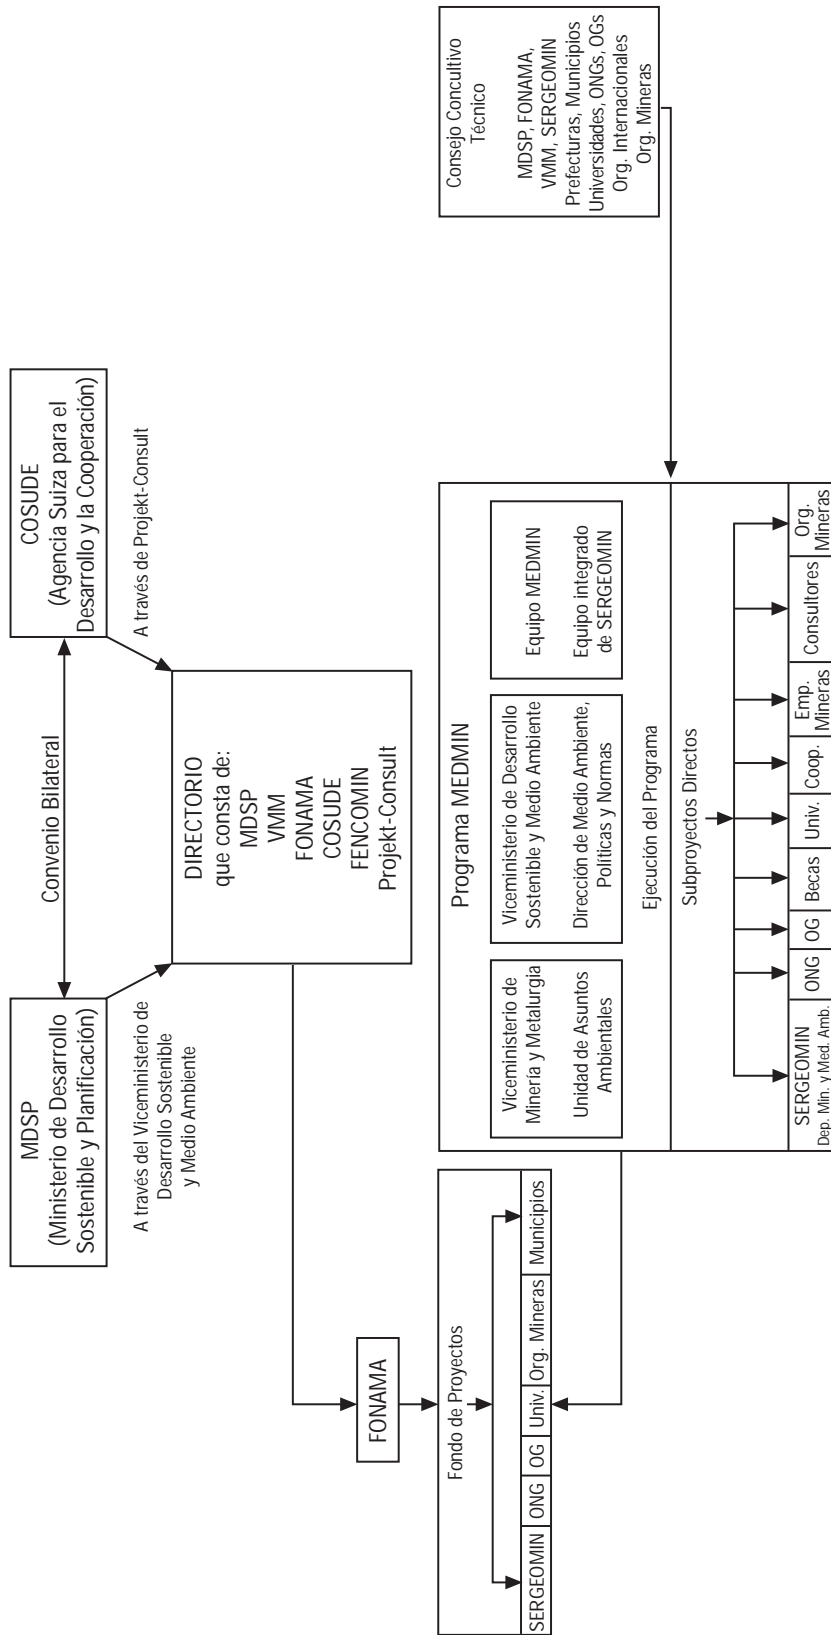 MDSP
(Ministerio de Desarrollo
Sostenible y Planificación)
Convenio Bilateral
COSUDE
(Agencia Suiza para el
Desarrollo y la Cooperación)
A través del Viceministerio de
Desarrollo Sostenible
y Medio Ambiente
A través de Projekt-Consult
DIRECTORIO
que consta de:
MDSP
VMM
FONAMA
COSUDE
FENCOMIN
Projekt-Consult
FONAMA
Fondo de Proyectos
SERGEOMIN
ONG
OG
Univ.
Org. Mineras
Municipios
Programa MEDMIN
Viceministerio de
Minería y Metalurgia
Unidad de Asuntos
Ambientales
Viceministerio de Desarrollo
Sostenible y Medio Ambiente
Dirección de Medio Ambiente,
Políticas y Normas
Equipo MEDMIN
Equipo integrado
de SERGEOMIN
Ejecución del Programa
Subproyectos Directos
SERGEOMIN
Dep. Min. y Med. Amb.
ONG
OG
Becas
Univ.
Coop.
Emp.
Mineras
Consultores
Org.
Mineras
Consejo Concultivo
Técnico
MDSP, FONAMA,
VMM, SERGEOMIN
Prefecturas, Municipios
Universidades, ONGs, OGs
Org. Internacionales
Org. Mineras